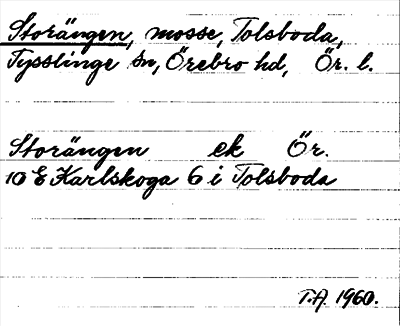 Storängen, mosse, Tolsboda,
Tysslinge sn, Örebro hd, Ör. l.
Storängen ek Ör.
10 E Karlskoga 6 i Tolsboda
T.A. 1960.